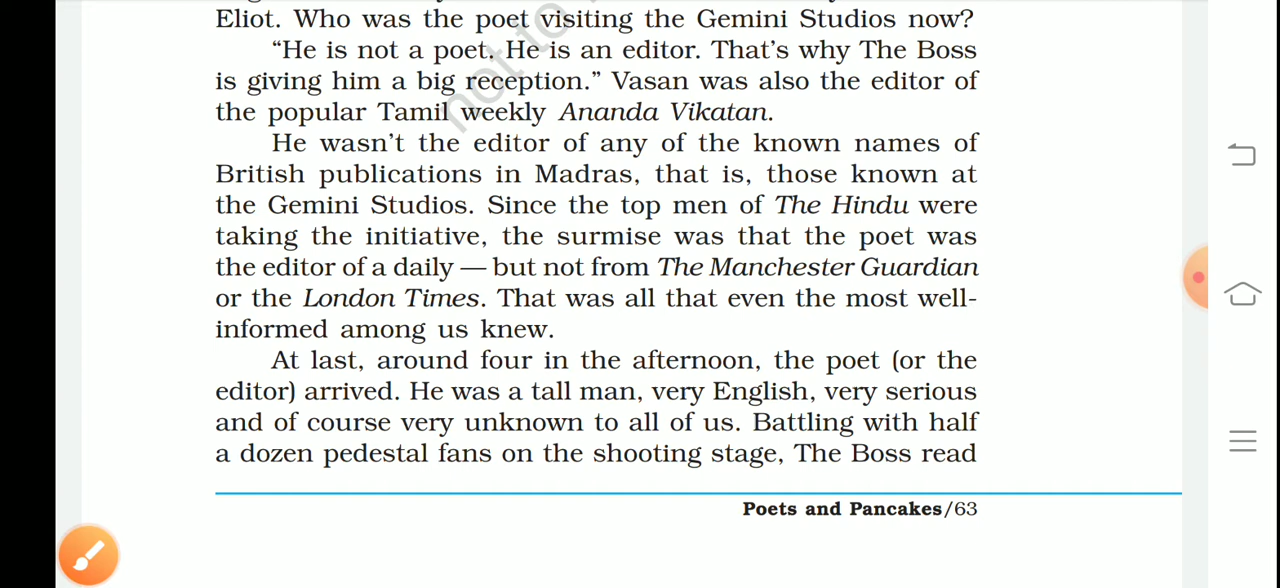 Eliot. Who was the poet visiting the Gemini Studios now?
“He is not a poet. He is an editor. That’s why The Boss
is giving him a big reception.” Vasan was also the editor of
the popular Tamil weekly Ananda Vikatan.
He wasn’t the editor of any of the known names of
British publications in Madras, that is, those known at
the Gemini Studios. Since the top men of The Hindu were
taking the initiative, the surmise was that the poet was
the editor of a daily — but not from The Manchester Guardian
or the London Times. That was all that even the most well-
informed among us knew.
At last, around four in the afternoon, the poet (or the
editor) arrived. He was a tall man, very English, very serious
and of course very unknown to all of us. Battling with half
a dozen pedestal fans on the shooting stage, The Boss read
Poets and Pancakes/63
not to